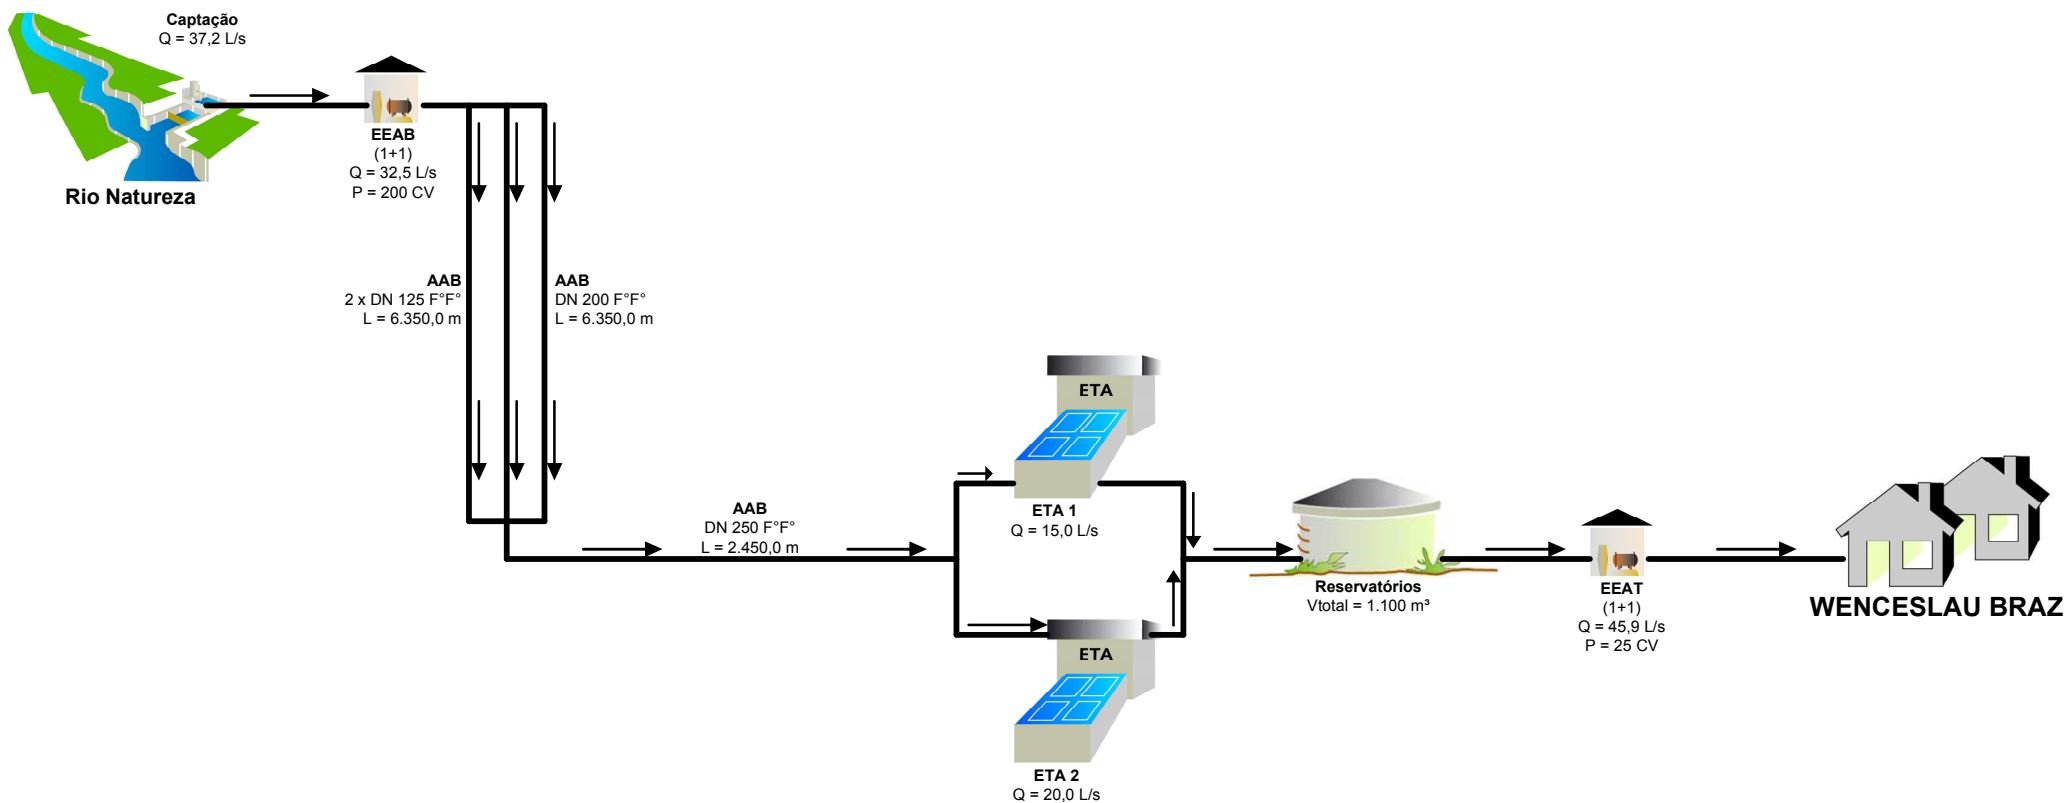 Captação
Q = 37,2 L/s
Rio Natureza
EEAB
(1+1)
Q = 32,5 L/s
P = 200 CV
AAB
2 x DN 125 F°F°
L = 6.350,0 m
AAB
DN 200 F°F°
L = 6.350,0 m
AAB
DN 250 F°F°
L = 2.450,0 m
ETA
ETA 1
Q = 15,0 L/s
ETA
ETA 2
Q = 20,0 L/s
Reservatórios
Vtotal = 1.100 m³
EEAT
(1+1)
Q = 45,9 L/s
P = 25 CV
WENCESLAU BRAZ